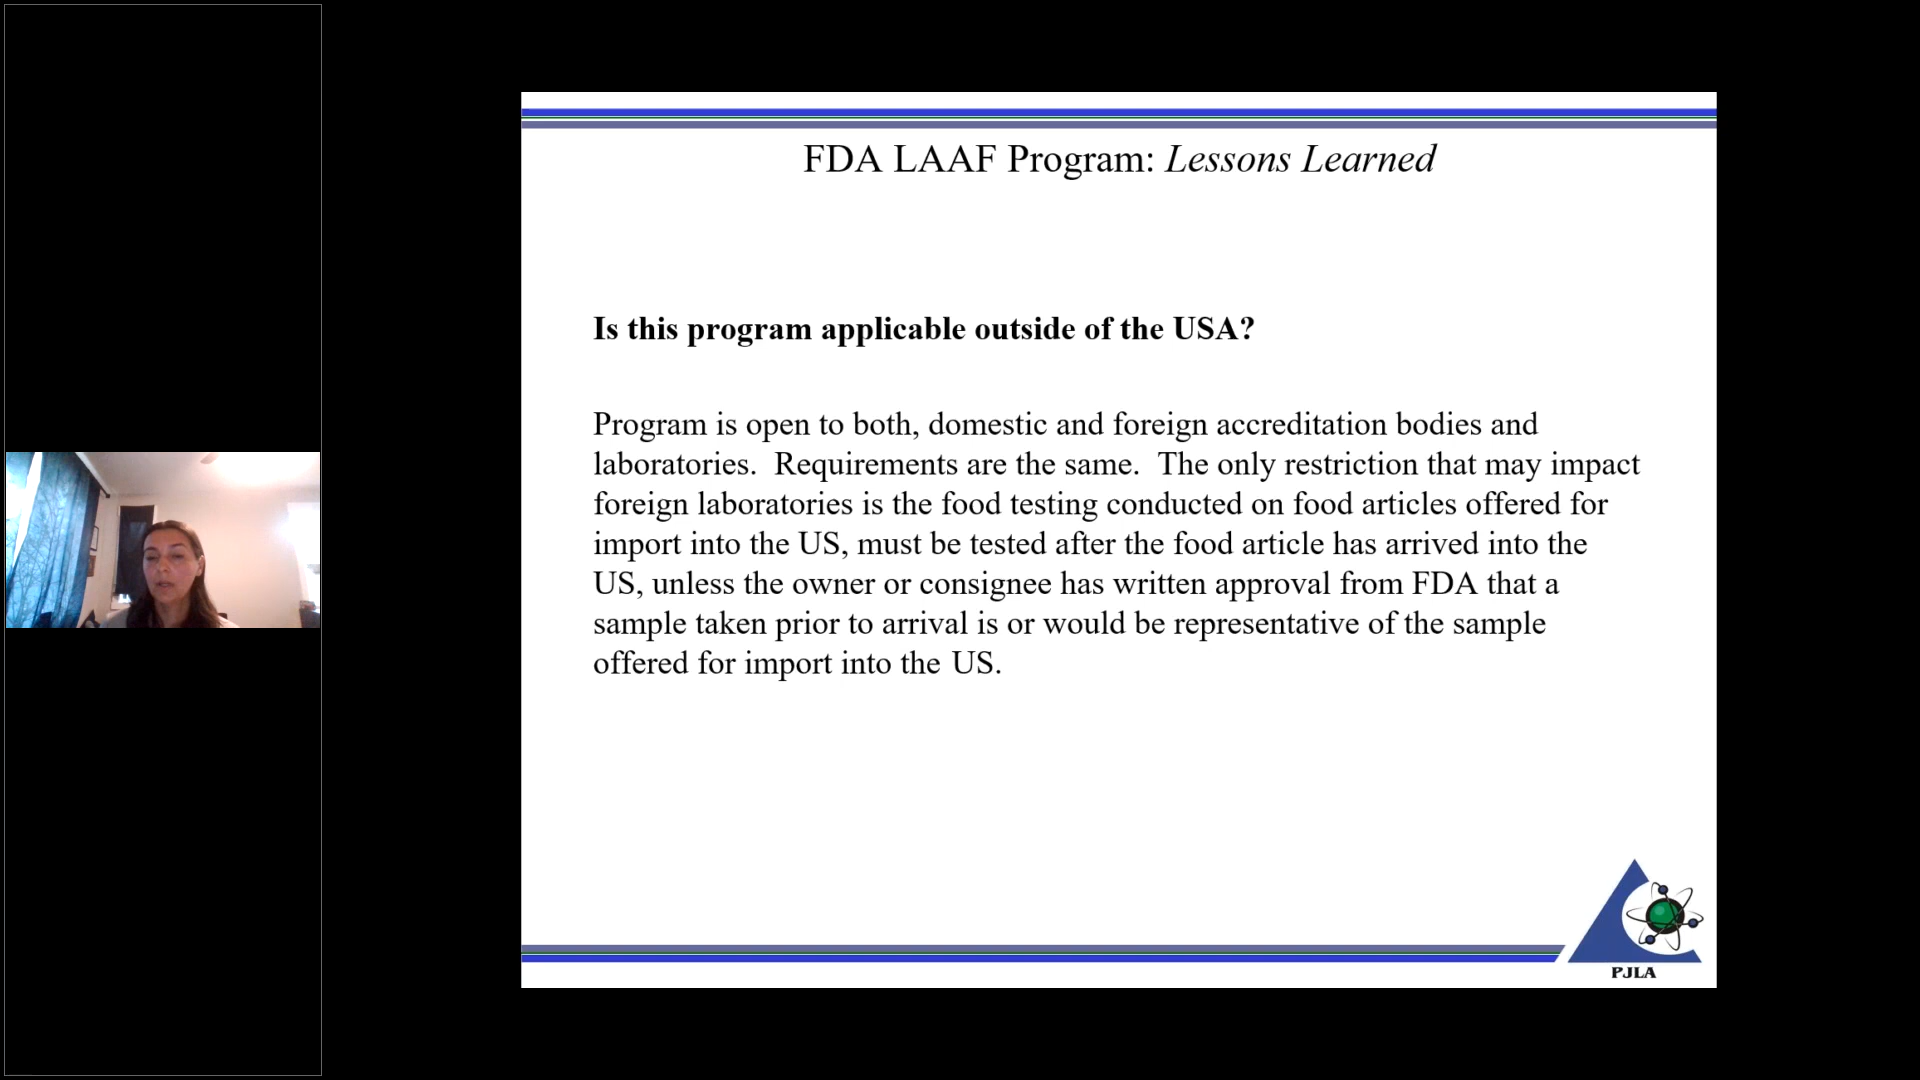 FDA LAAF Program: Lessons Learned
Is this program applicable outside of the USA?
Program is open to both, domestic and foreign accreditation bodies and
laboratories.  Requirements are the same.  The only restriction that may impact
foreign laboratories is the food testing conducted on food articles offered for
import into the US, must be tested after the food article has arrived into the
US, unless the owner or consignee has written approval from FDA that a
sample taken prior to arrival is or would be representative of the sample
offered for import into the US.
PJLA